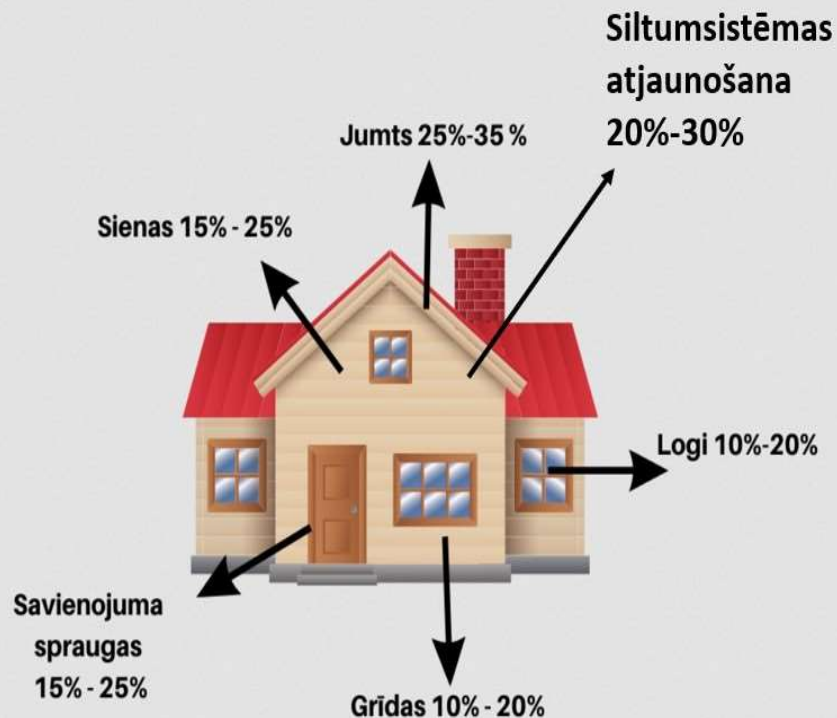 Siltumsistēmas
atjaunošana
20%-30%
Jumts 25%-35 %
Sienas 15% - 25%
Logi 10%-20%
Savienojuma
spraugas
15% - 25%
Grīdas 10% - 20%